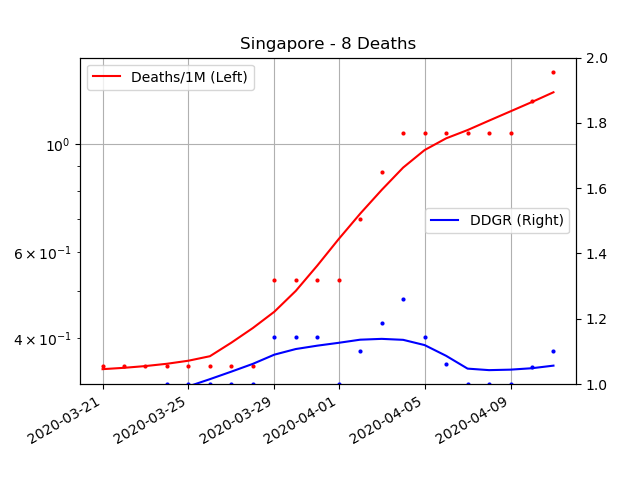 Singapore - 8 Deaths
Deaths/1M (Left)
DDGR (Right)
10⁰
6 × 10⁻¹
4 × 10⁻¹
2.0
1.8
1.6
1.4
1.2
1.0
2020-03-21
2020-03-25
2020-03-29
2020-04-01
2020-04-05
2020-04-09